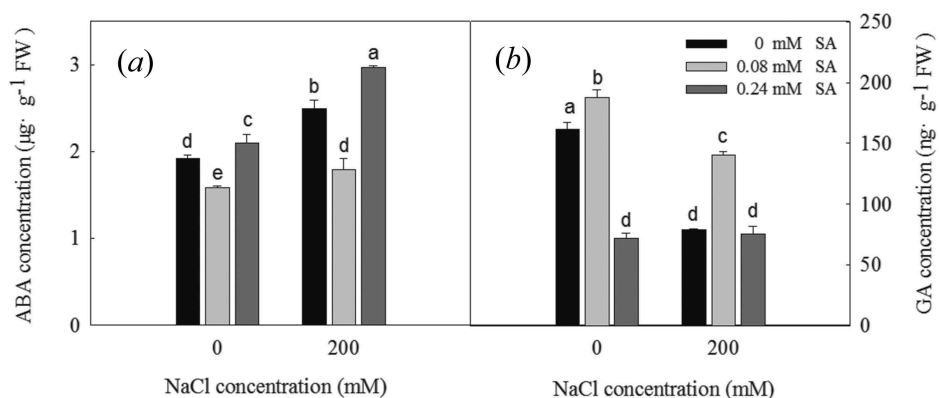 ABA concentration (µg· g-1 FW)
3
2
1
0
(a)
d
e
c
b
d
a
0
200
NaCl concentration (mM)
(b)
0 mM SA
0.08 mM SA
0.24 mM SA
a
b
d
d
c
d
0
200
NaCl concentration (mM)
250
200
150
100
50
0
GA concentration (ng· g-1 FW)